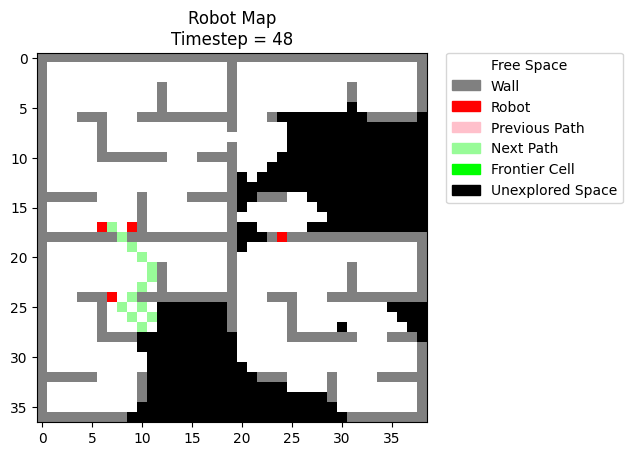 Robot Map
Timestep = 48
0
5
10
15
20
25
30
35
0
5
10
15
20
25
30
35
Free Space
Wall
Robot
Previous Path
Next Path
Frontier Cell
Unexplored Space